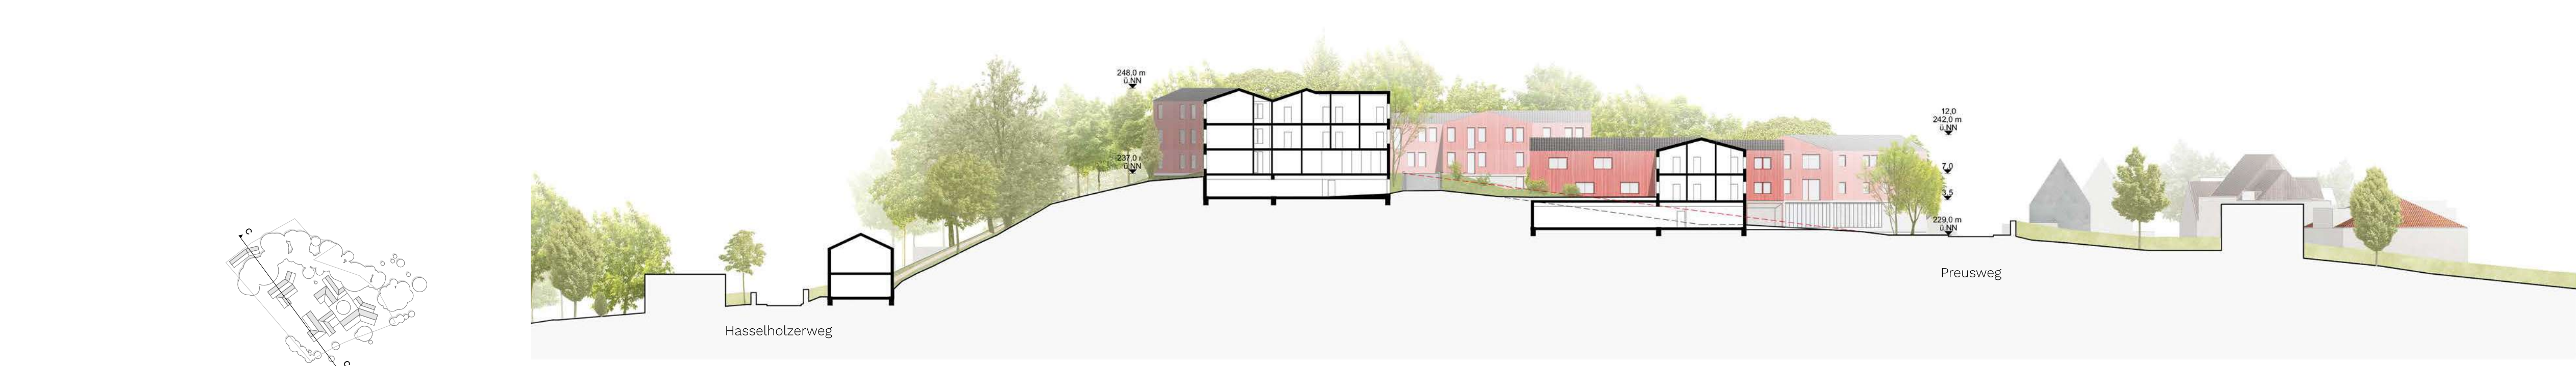 C
C
248,0 m
ü.NN
237,0
ü.NN
12,0
242,0 m
ü.NN
7,0
3,5
229,0 m
ü.NN
Preusweg
Hasselholzerweg